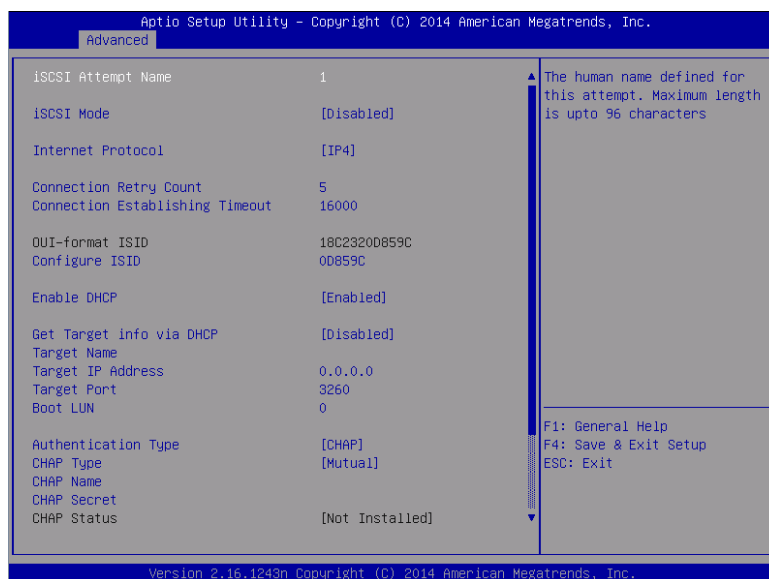 Aptio Setup Utility – Copyright (C) 2014 American Megatrends, Inc.
Advanced
iSCSI Attempt Name 1
iSCSI Mode [Disabled]
Internet Protocol [IP4]
Connection Retry Count 5
Connection Establishing Timeout 16000
OUI-format ISID 18C2320D859C
Configure ISID 0D859C
Enable DHCP [Enabled]
Get Target info via DHCP [Disabled]
Target Name
Target IP Address 0.0.0.0
Target Port 3260
Boot LUN 0
Authentication Type [CHAP]
CHAP Type [Mutual]
CHAP Name
CHAP Secret
CHAP Status [Not Installed]
The human name defined for
this attempt. Maximum length
is upto 96 characters
F1: General Help
F4: Save & Exit Setup
ESC: Exit
Version 2.16.1243n Copyright (C) 2014 American Megatrends, Inc.